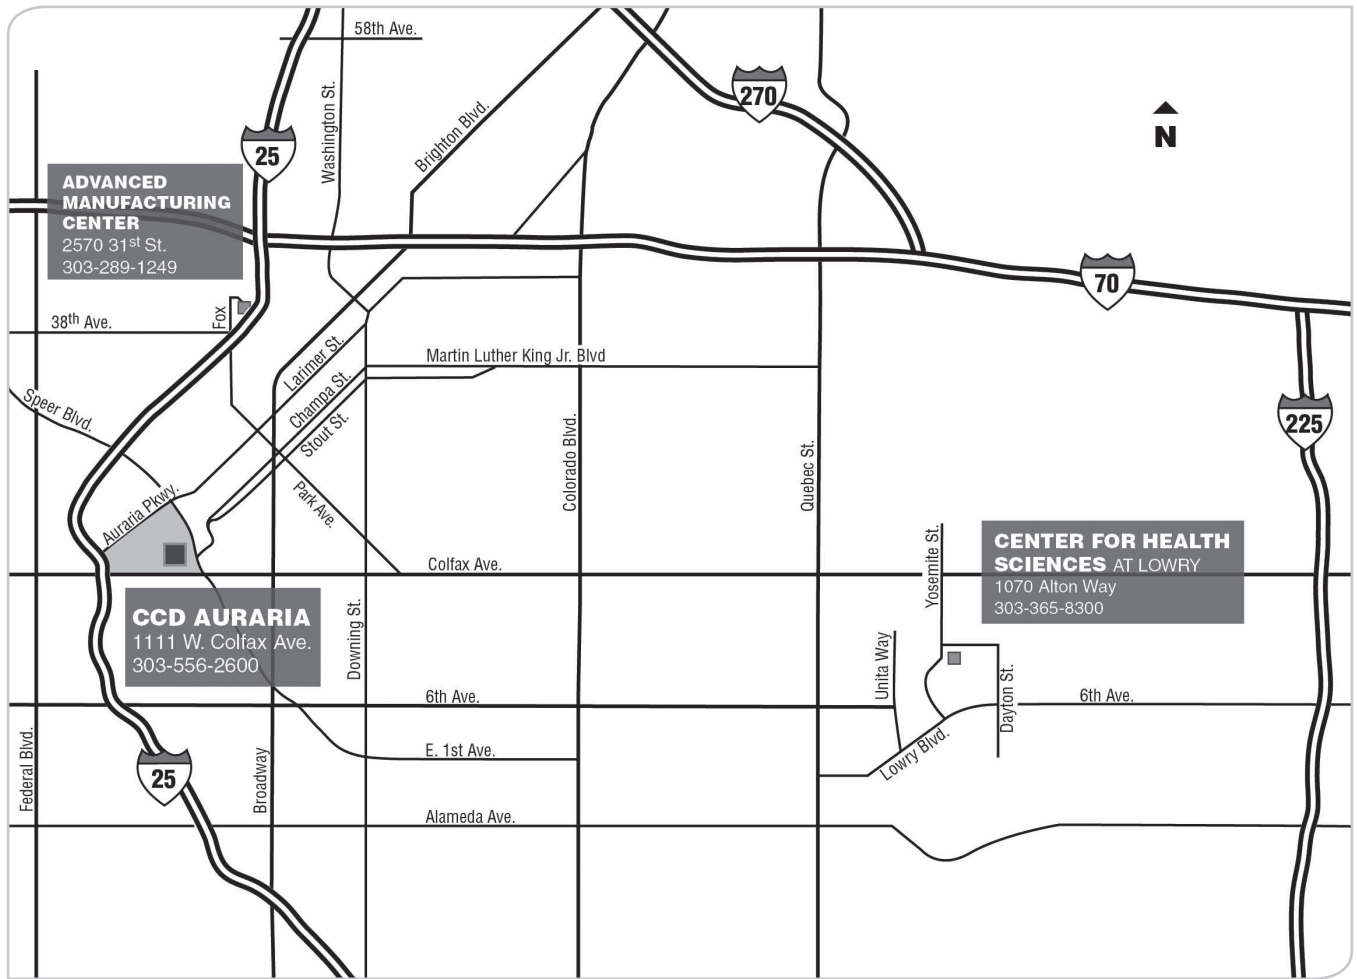 58th Ave.
Washington St.
Brighton Blvd.
270
25
N
ADVANCED
MANUFACTURING
CENTER
2570 31st St.
303-289-1249
70
Fox
38th Ave.
Larimer St.
Martin Luther King Jr. Blvd
Champa St.
Stout St.
Speer Blvd.
225
Colorado Blvd.
Quebec St.
Park Ave.
Auraria Pkwy.
Yosemite St.
CENTER FOR HEALTH
SCIENCES AT LOWRY
1070 Alton Way
303-365-8300
Colfax Ave.
CCD AURARIA
1111 W. Colfax Ave.
303-556-2600
Downing St.
Unita Way
Dayton St.
6th Ave.
6th Ave.
Federal Blvd.
25
Broadway
E. 1st Ave.
Lowry Blvd.
Alameda Ave.